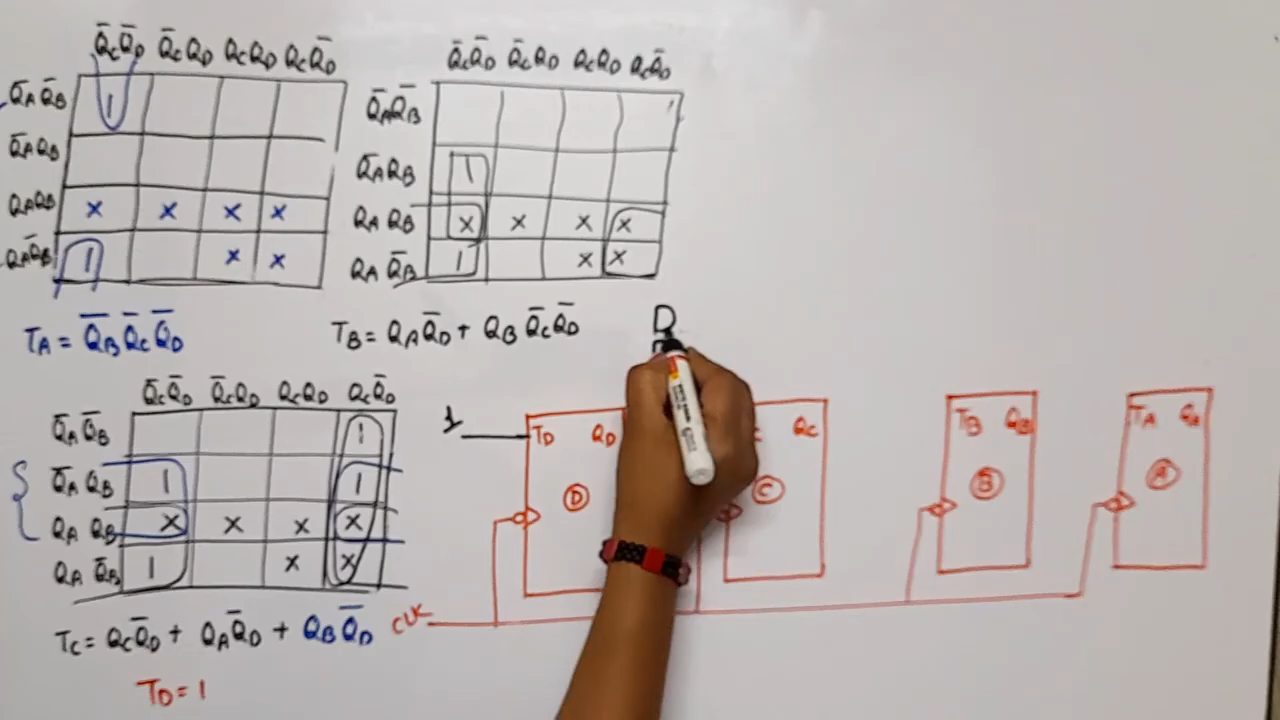 Q̅CQ̅D Q̅CQD QCQD QCQ̅D
Q̅AQ̅B 1
Q̅AQB
QAQB × × × ×
QAQ̅B 1 × ×
TA = Q̅BQ̅CQ̅D
Q̅CQ̅D Q̅CQD QCQD QCQ̅D
Q̅AQ̅B
Q̅AQB 1
QAQB × × × ×
QAQ̅B 1 × ×
TB = QAQ̅D + QBQ̅CQ̅D
Q̅CQ̅D Q̅CQD QCQD QCQ̅D
Q̅AQ̅B 1
Q̅AQB 1 1
QAQB × × × ×
QAQ̅B 1 × ×
TC = QCQ̅D + QAQ̅D + QBQ̅D
TD = 1
D
1 TD QD QC TB QB TA QA
D C B A
CLK